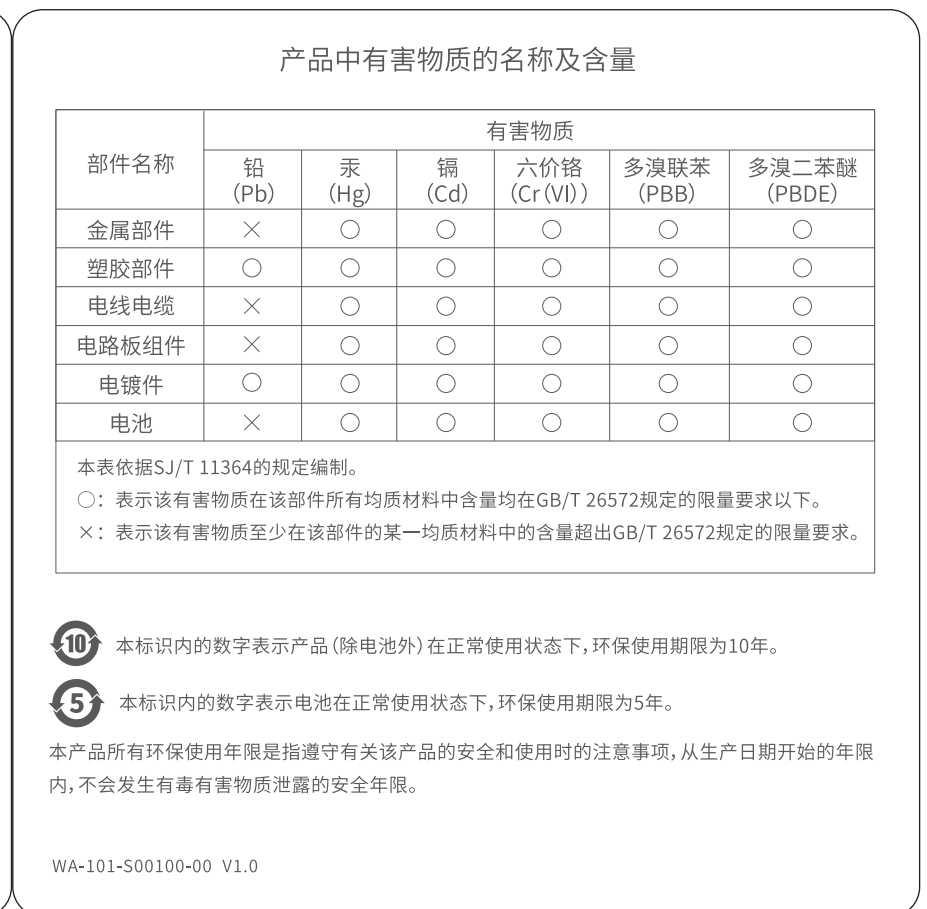 产品中有害物质的名称及含量
部件名称 有害物质
铅 汞 镉 六价铬 多溴联苯 多溴二苯醚
(Pb) (Hg) (Cd) (Cr(VI)) (PBB) (PBDE)
金属部件 × ○ ○ ○ ○ ○
塑胶部件 ○ ○ ○ ○ ○ ○
电线电缆 × ○ ○ ○ ○ ○
电路板组件 × ○ ○ ○ ○ ○
电镀件 ○ ○ ○ ○ ○ ○
电池 × ○ ○ ○ ○ ○
本表依据SJ/T 11364的规定编制。
○：表示该有害物质在该部件所有均质材料中含量均在GB/T 26572规定的限量要求以下。
×：表示该有害物质至少在该部件的某一均质材料中的含量超出GB/T 26572规定的限量要求。
10 本标识内的数字表示产品(除电池外)在正常使用状态下,环保使用期限为10年。
5 本标识内的数字表示电池在正常使用状态下,环保使用期限为5年。
本产品所有环保使用年限是指遵守有关该产品的安全和使用时的注意事项,从生产日期开始的年限
内,不会发生有毒有害物质泄露的安全年限。
WA-101-S00100-00 V1.0